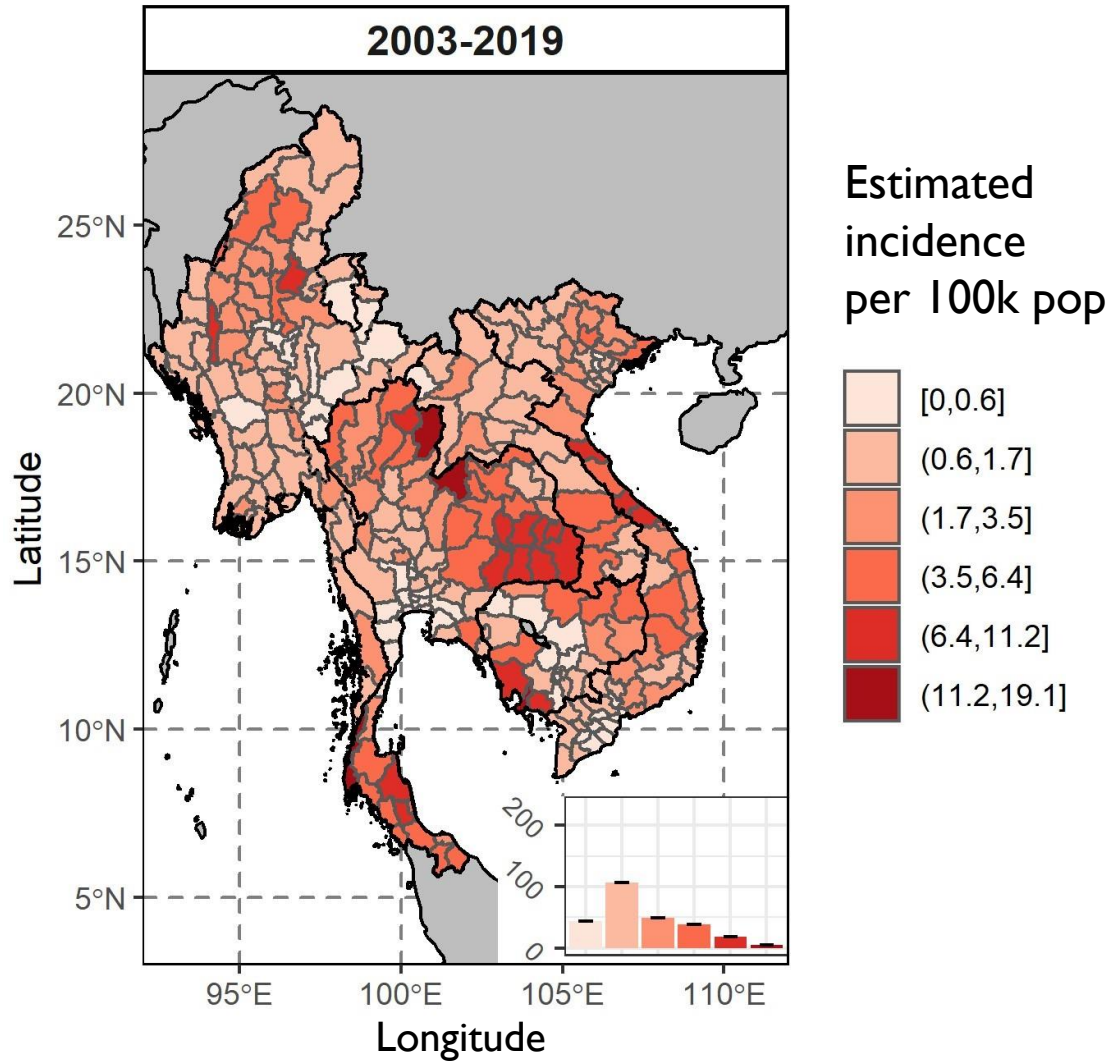 2003-2019
25°N
20°N
15°N
10°N
5°N
Latitude
95°E
100°E
105°E
110°E
Longitude
200
100
0
Estimated
incidence
per 100k pop
[0,0.6]
(0.6,1.7]
(1.7,3.5]
(3.5,6.4]
(6.4,11.2]
(11.2,19.1]